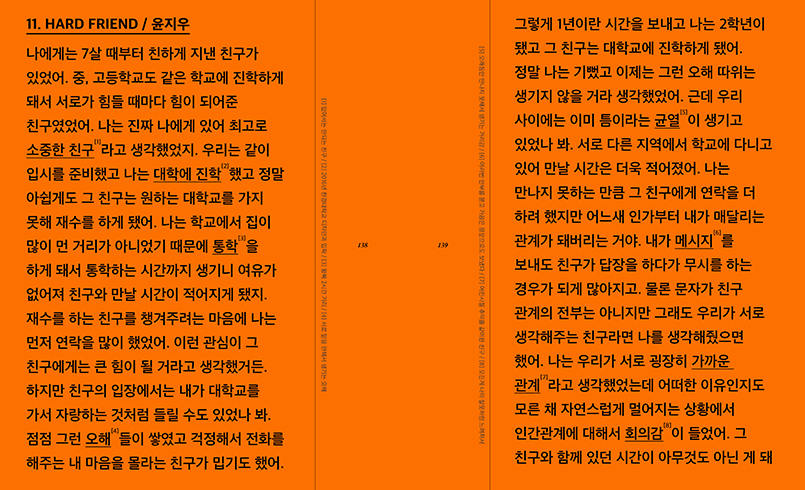 11. HARD FRIEND / 윤지우
나에게는 7살 때부터 친하게 지낸 친구가
있었어. 중, 고등학교도 같은 학교에 진학하게
돼서 서로가 힘들 때마다 힘이 되어준
친구였었어. 나는 진짜 나에게 있어 최고로
소중한 친구[1]라고 생각했었지. 우리는 같이
입시를 준비했고 나는 대학에 진학[2]했고 정말
아쉽게도 그 친구는 원하는 대학교를 가지
못해 재수를 하게 됐어. 나는 학교에서 집이
많이 먼 거리가 아니었기 때문에 통학[3]을
하게 돼서 통학하는 시간까지 생기니 여유가
없어져 친구와 만날 시간이 적어지게 됐지.
재수를 하는 친구를 챙겨주려는 마음에 나는
먼저 연락을 많이 했었어. 이런 관심이 그
친구에게는 큰 힘이 될 거라고 생각했거든.
하지만 친구의 입장에서는 내가 대학교를
가서 자랑하는 것처럼 들릴 수도 있었나 봐.
점점 그런 오해[4]들이 쌓였고 걱정해서 전화를
해주는 내 마음을 몰라는 친구가 밉기도 했어.
138
139
그렇게 1년이란 시간을 보내고 나는 2학년이
됐고 그 친구는 대학교에 진학하게 됐어.
정말 나는 기뻤고 이제는 그런 오해 따위는
생기지 않을 거라 생각했었어. 근데 우리
사이에는 이미 틈이라는 균열[5]이 생기고
있었나 봐. 서로 다른 지역에서 학교에 다니고
있어 만날 시간은 더욱 적어졌어. 나는
만나지 못하는 만큼 그 친구에게 연락을 더
하려 했지만 어느새 인가부터 내가 매달리는
관계가 돼버리는 거야. 내가 메시지[6]를
보내도 친구가 답장을 하다가 무시를 하는
경우가 되게 많아지고. 물론 문자가 친구
관계의 전부는 아니지만 그래도 우리가 서로
생각해주는 친구라면 나를 생각해줬으면
했어. 나는 우리가 서로 굉장히 가까운
관계[7]라고 생각했었는데 어떠한 이유인지도
모른 채 자연스럽게 멀어지는 상황에서
인간관계에 대해서 회의감[8]이 들었어. 그
친구와 함께 있던 시간이 아무것도 아닌 게 돼